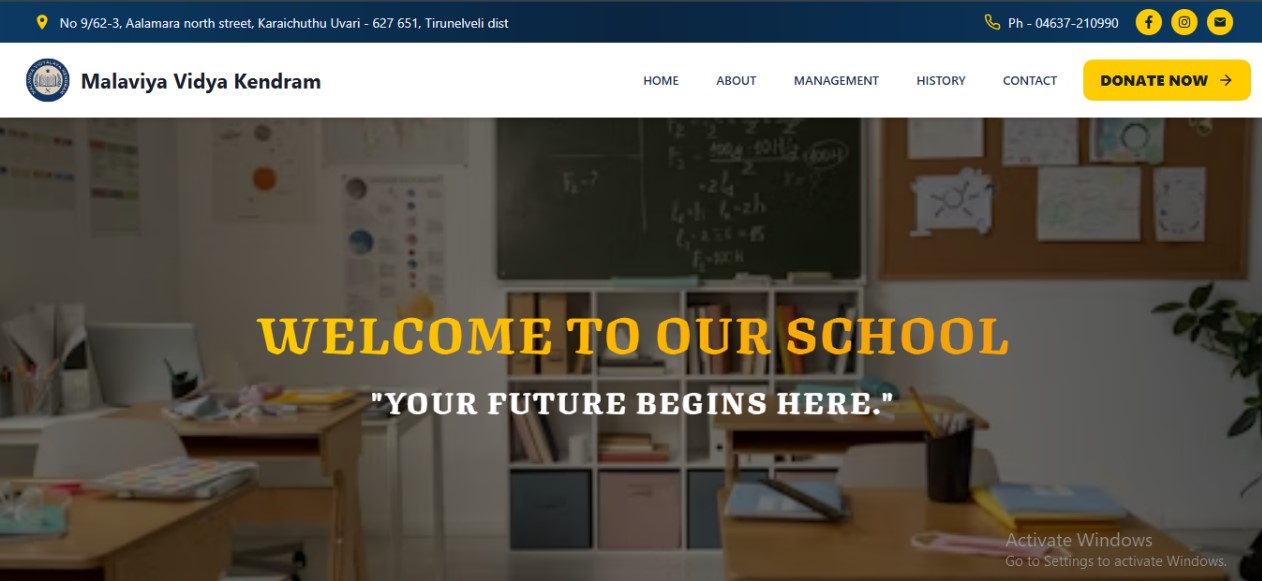 No 9/62-3, Aalamara north street, Karaichuthu Uvari - 627 651, Tirunelveli dist
Ph - 04637-210990
Malaviya Vidya Kendram
HOME ABOUT MANAGEMENT HISTORY CONTACT DONATE NOW →
WELCOME TO OUR SCHOOL
"YOUR FUTURE BEGINS HERE."
Activate Windows
Go to Settings to activate Windows.